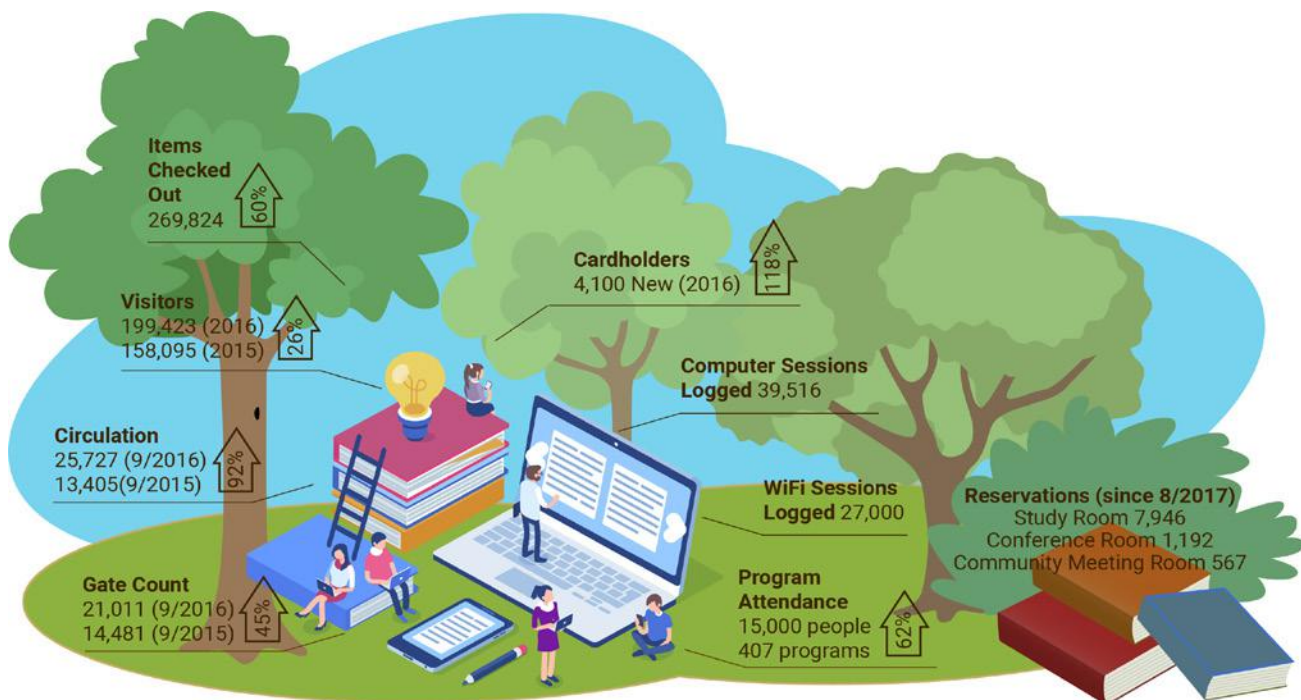 Items
Checked
Out
269,824
60%
Visitors
199,423 (2016)
158,095 (2015)
26%
Circulation
25,727 (9/2016)
13,405(9/2015)
92%
Gate Count
21,011 (9/2016)
14,481 (9/2015)
45%
Cardholders
4,100 New (2016)
118%
Computer Sessions
Logged 39,516
WiFi Sessions
Logged 27,000
Program
Attendance
15,000 people
407 programs
62%
Reservations (since 8/2017)
Study Room 7,946
Conference Room 1,192
Community Meeting Room 567